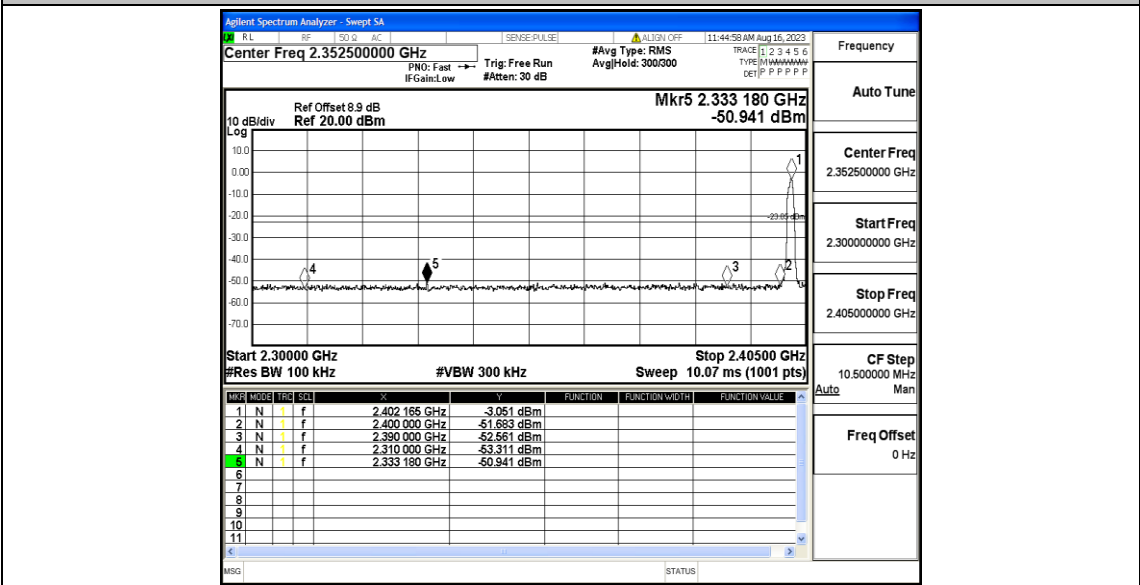 Agilent Spectrum Analyzer - Swept SA
RL RF 50 Ω AC SENSE:PULSE ALIGN OFF 11:44:58 AM Aug 16, 2023
Center Freq 2.352500000 GHz
PNO: Fast
IFGain:Low
Trig: Free Run
#Atten: 30 dB
#Avg Type: RMS
Avg|Hold: 300/300
TRACE 1 2 3 4 5 6
TYPE M
DET P P P P P P
Frequency
Auto Tune
Center Freq
2.352500000 GHz
Start Freq
2.300000000 GHz
Stop Freq
2.405000000 GHz
CF Step
10.500000 MHz
Auto Man
Freq Offset
0 Hz
Mkr5 2.333 180 GHz
-50.941 dBm
Ref Offset 8.9 dB
10 dB/div Ref 20.00 dBm
Log
10.0
0.00
-10.0
-20.0
-30.0
-40.0
-50.0
-60.0
-70.0
1
-23.05 dBm
4
5
3
2
Start 2.30000 GHz Stop 2.40500 GHz
#Res BW 100 kHz #VBW 300 kHz Sweep 10.07 ms (1001 pts)
MKR MODE TRC SCL X Y FUNCTION FUNCTION WIDTH FUNCTION VALUE
1 N 1 f 2.402 165 GHz -3.051 dBm
2 N 1 f 2.400 000 GHz -51.683 dBm
3 N 1 f 2.390 000 GHz -52.561 dBm
4 N 1 f 2.310 000 GHz -53.311 dBm
5 N 1 f 2.333 180 GHz -50.941 dBm
6
7
8
9
10
11
MSG STATUS